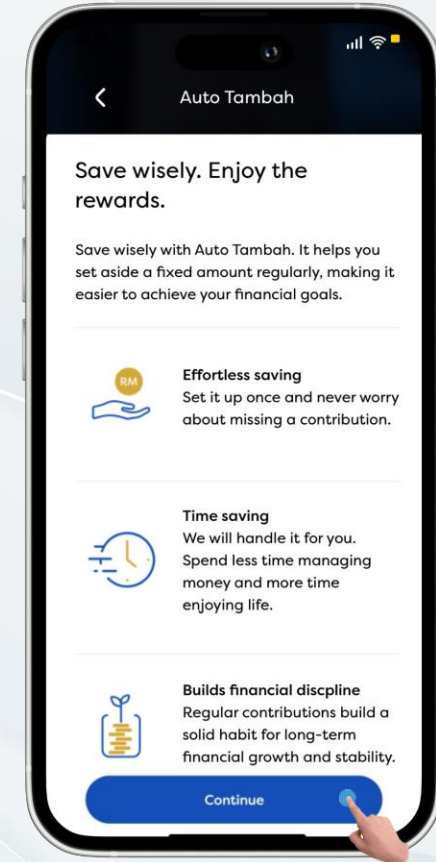 Auto Tambah
Save wisely. Enjoy the
rewards.
Save wisely with Auto Tambah. It helps you
set aside a fixed amount regularly, making it
easier to achieve your financial goals.
RM
Effortless saving
Set it up once and never worry
about missing a contribution.
Time saving
We will handle it for you.
Spend less time managing
money and more time
enjoying life.
Builds financial discpline
Regular contributions build a
solid habit for long-term
financial growth and stability.
Continue